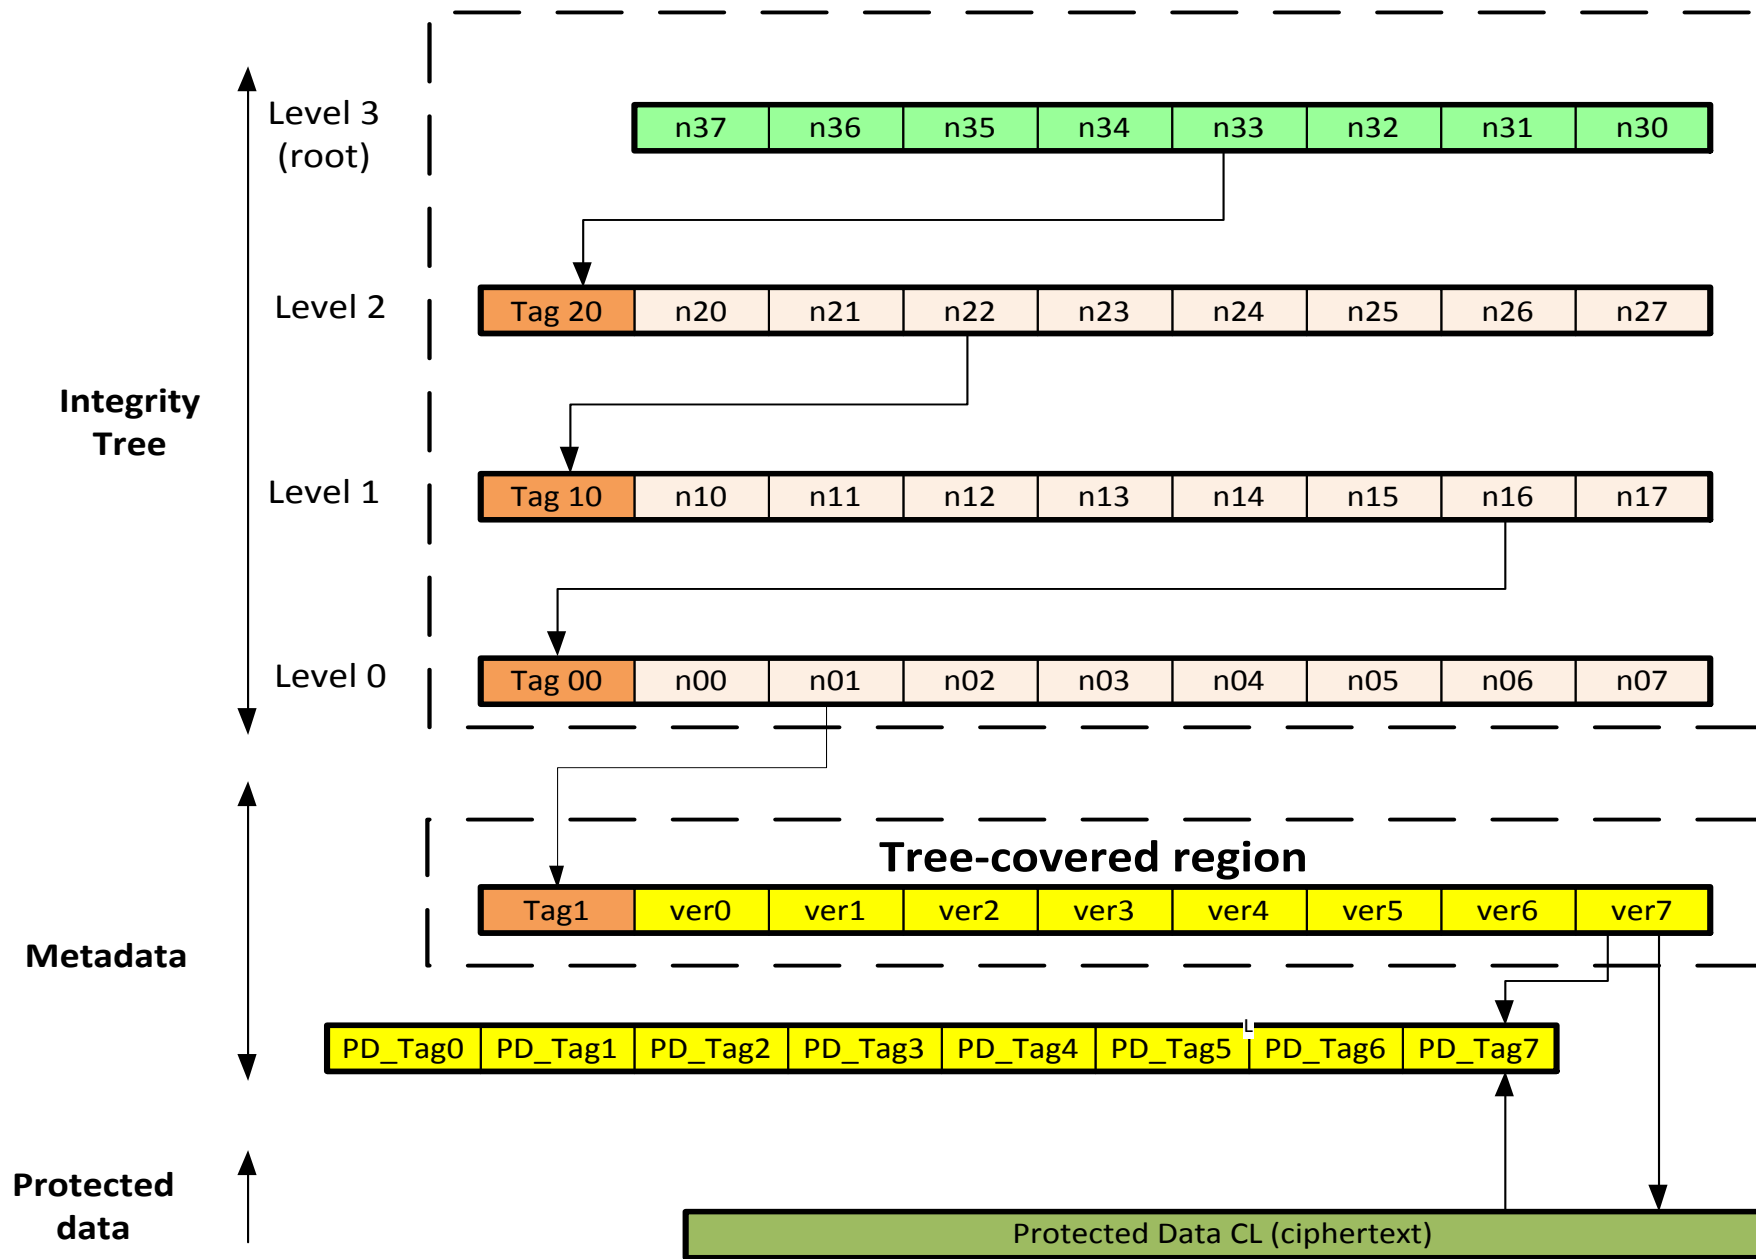 Level 3
(root)
n37 n36 n35 n34 n33 n32 n31 n30
Level 2
Tag 20 n20 n21 n22 n23 n24 n25 n26 n27
Integrity
Tree
Level 1
Tag 10 n10 n11 n12 n13 n14 n15 n16 n17
Level 0
Tag 00 n00 n01 n02 n03 n04 n05 n06 n07
Tree-covered region
Tag1 ver0 ver1 ver2 ver3 ver4 ver5 ver6 ver7
Metadata
L
PD_Tag0 PD_Tag1 PD_Tag2 PD_Tag3 PD_Tag4 PD_Tag5 PD_Tag6 PD_Tag7
Protected
data
Protected Data CL (ciphertext)